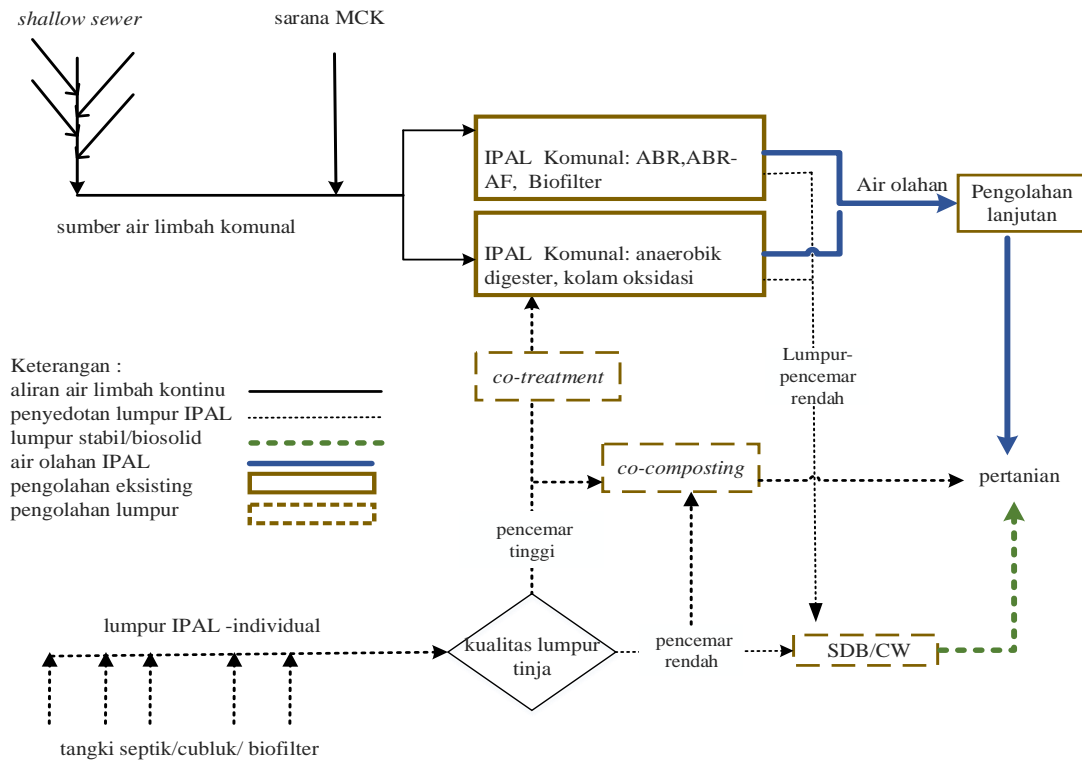 shallow sewer
sarana MCK
IPAL Komunal: ABR,ABR-
AF, Biofilter
Air olahan
Pengolahan
lanjutan
sumber air limbah komunal
IPAL Komunal: anaerobik
digester, kolam oksidasi
Lumpur-
pencemar
rendah
Keterangan :
aliran air limbah kontinu
penyedotan lumpur IPAL
lumpur stabil/biosolid
air olahan IPAL
pengolahan eksisting
pengolahan lumpur
co-treatment
co-composting
pertanian
pencemar
tinggi
lumpur IPAL -individual
kualitas lumpur
tinja
pencemar
rendah
SDB/CW
tangki septik/cubluk/ biofilter